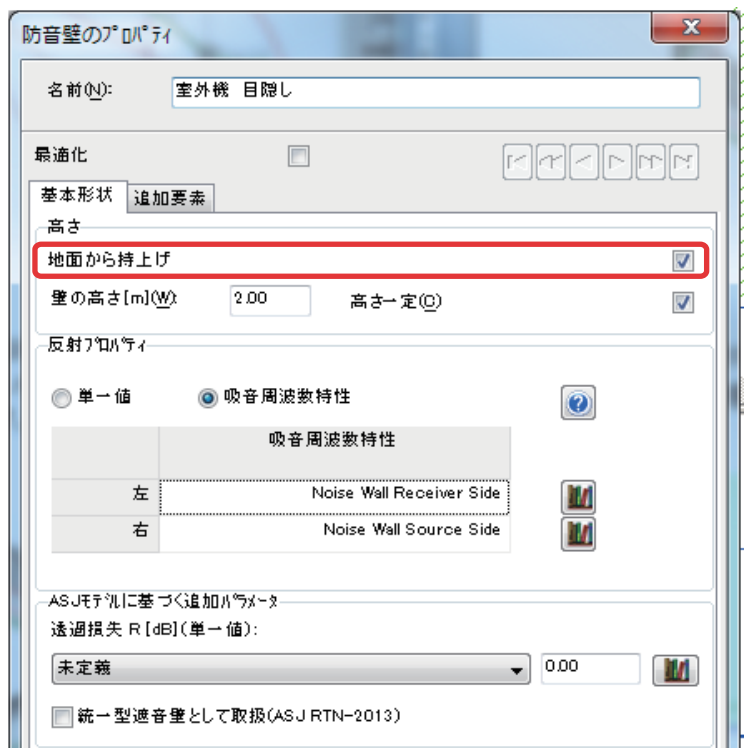 防音壁のプロパティ
名前(N): 室外機 目隠し
最適化
基本形状 追加要素
高さ
地面から持上げ
壁の高さ[m](W): 2.00 高さ一定(C)
反射プロパティ
単一値 吸音周波数特性
吸音周波数特性
左 Noise Wall Receiver Side
右 Noise Wall Source Side
ASJモデルに基づく追加パラメータ
透過損失 R [dB](単一値):
未定義 0.00
統一型遮音壁として取扱(ASJ RTN-2013)